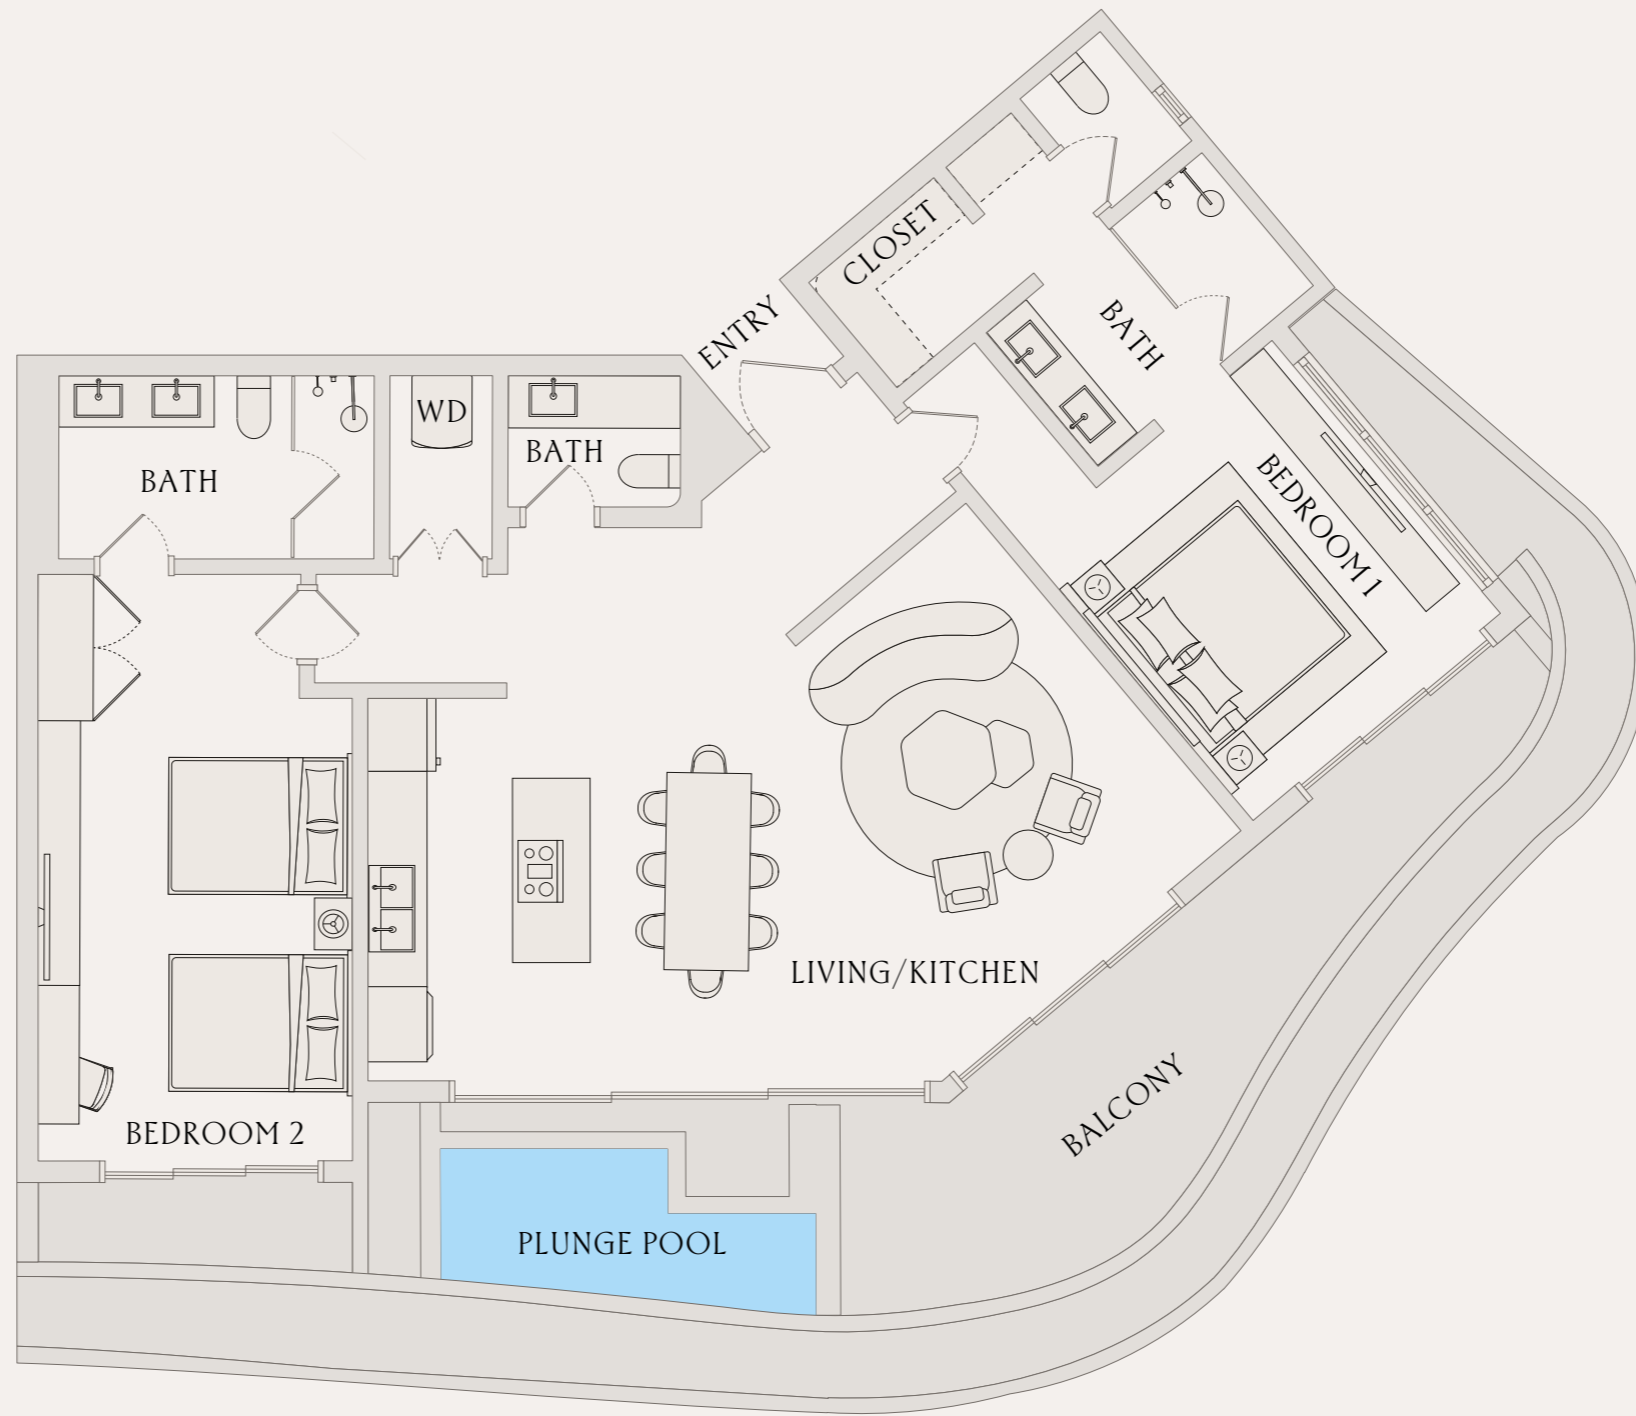 CLOSET
ENTRY
BATH
WD
BATH
BATH
BEDROOM 1
LIVING/KITCHEN
BALCONY
BEDROOM 2
PLUNGE POOL